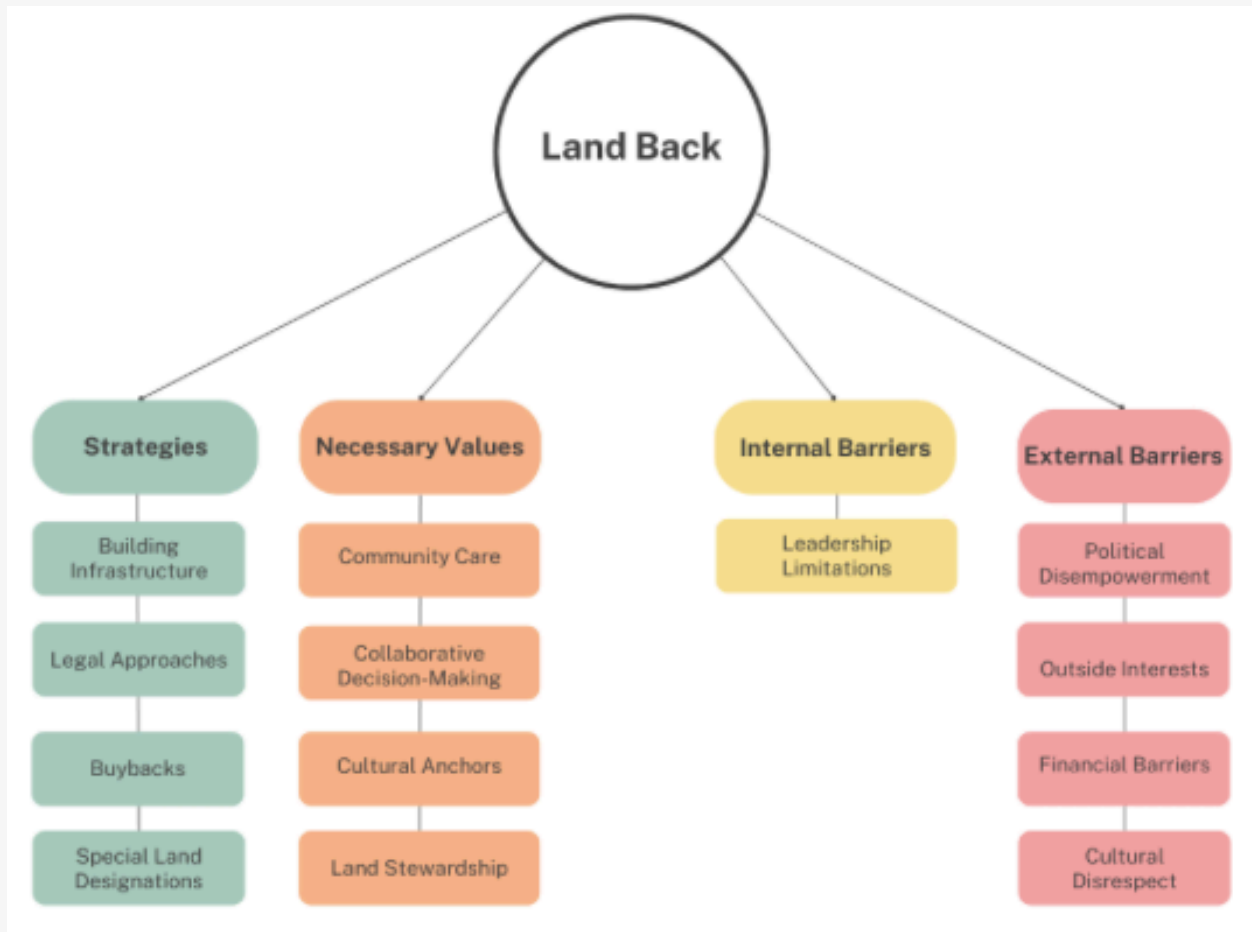 Land Back
Strategies
Building
Infrastructure
Legal Approaches
Buybacks
Special Land
Designations
Necessary Values
Community Care
Collaborative
Decision-Making
Cultural Anchors
Land Stewardship
Internal Barriers
Leadership
Limitations
External Barriers
Political
Disempowerment
Outside Interests
Financial Barriers
Cultural
Disrespect